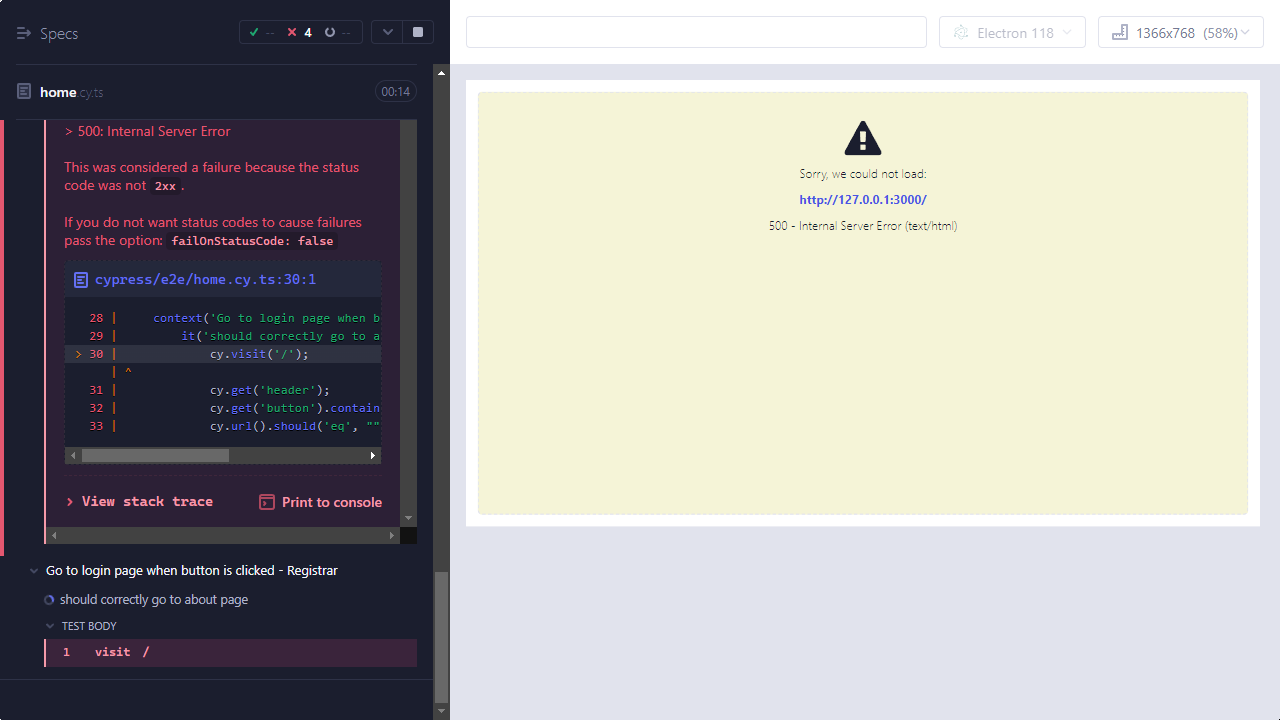 Specs
-- 4 --
Electron 118
1366x768 (58%)
home.cy.ts
00:14
> 500: Internal Server Error
This was considered a failure because the status
code was not 2xx.
If you do not want status codes to cause failures
pass the option: failOnStatusCode: false
cypress/e2e/home.cy.ts:30:1
28 | context('Go to login page when b
29 | it('should correctly go to a
> 30 | cy.visit('/');
| ^
31 | cy.get('header');
32 | cy.get('button').contain
33 | cy.url().should('eq', ""
> View stack trace
Print to console
Go to login page when button is clicked - Registrar
should correctly go to about page
TEST BODY
1 visit /
Sorry, we could not load:
http://127.0.0.1:3000/
500 - Internal Server Error (text/html)